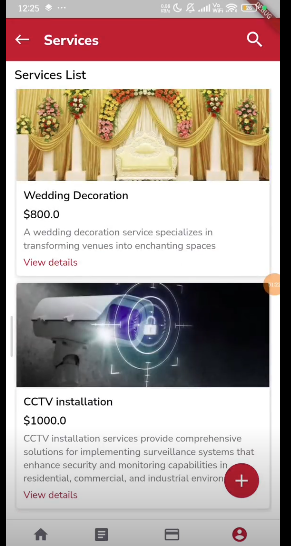 12:25
Services
Services List
Wedding Decoration
$800.0
A wedding decoration service specializes in
transforming venues into enchanting spaces
View details
CCTV installation
$1000.0
CCTV installation services provide comprehensive
solutions for implementing surveillance systems that
enhance security and monitoring capabilities in
residential, commercial, and industrial
View details